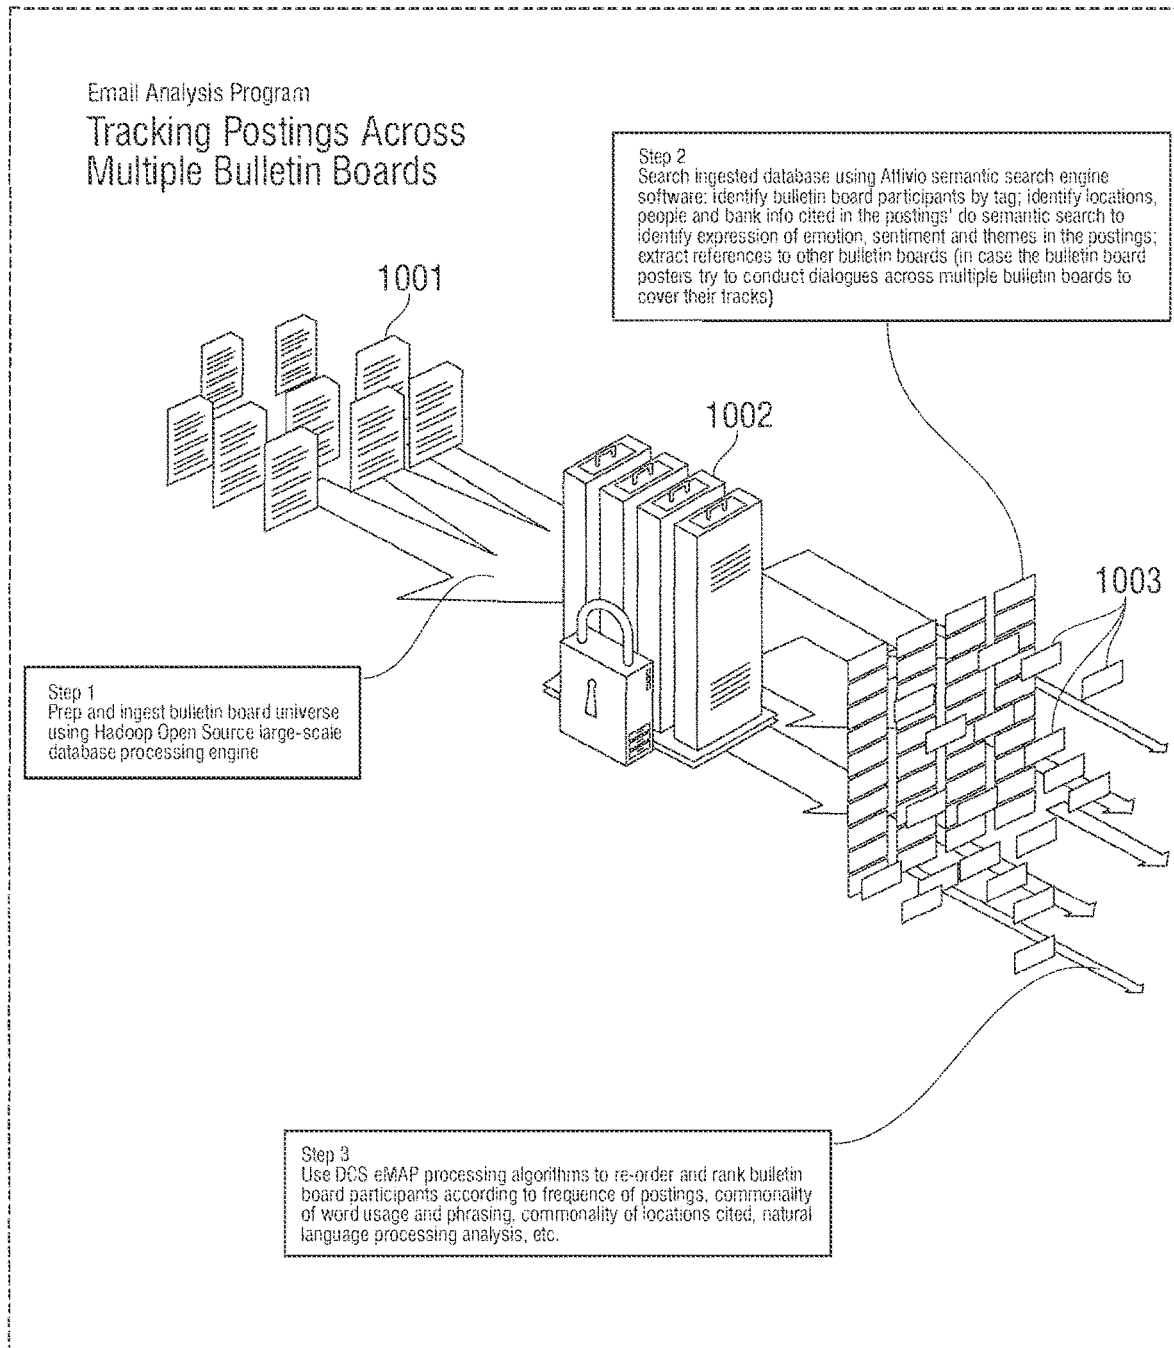 Email Analysis Program
Tracking Postings Across
Multiple Bulletin Boards
Step 2
Search ingested database using Attivio semantic search engine
software: identify bulletin board participants by tag; identify locations,
people and bank info cited in the postings' do semantic search to
identify expression of emotion, sentiment and themes in the postings;
extract references to other bulletin boards (in case the bulletin board
posters try to conduct dialogues across multiple bulletin boards to
cover their tracks)
1001
1002
1003
Step 1
Prep and ingest bulletin board universe
using Hadoop Open Source large-scale
database processing engine
Step 3
Use DCS eMAP processing algorithms to re-order and rank bulletin
board participants according to frequence of postings, commonality
of word usage and phrasing, commonality of locations cited, natural
language processing analysis, etc.